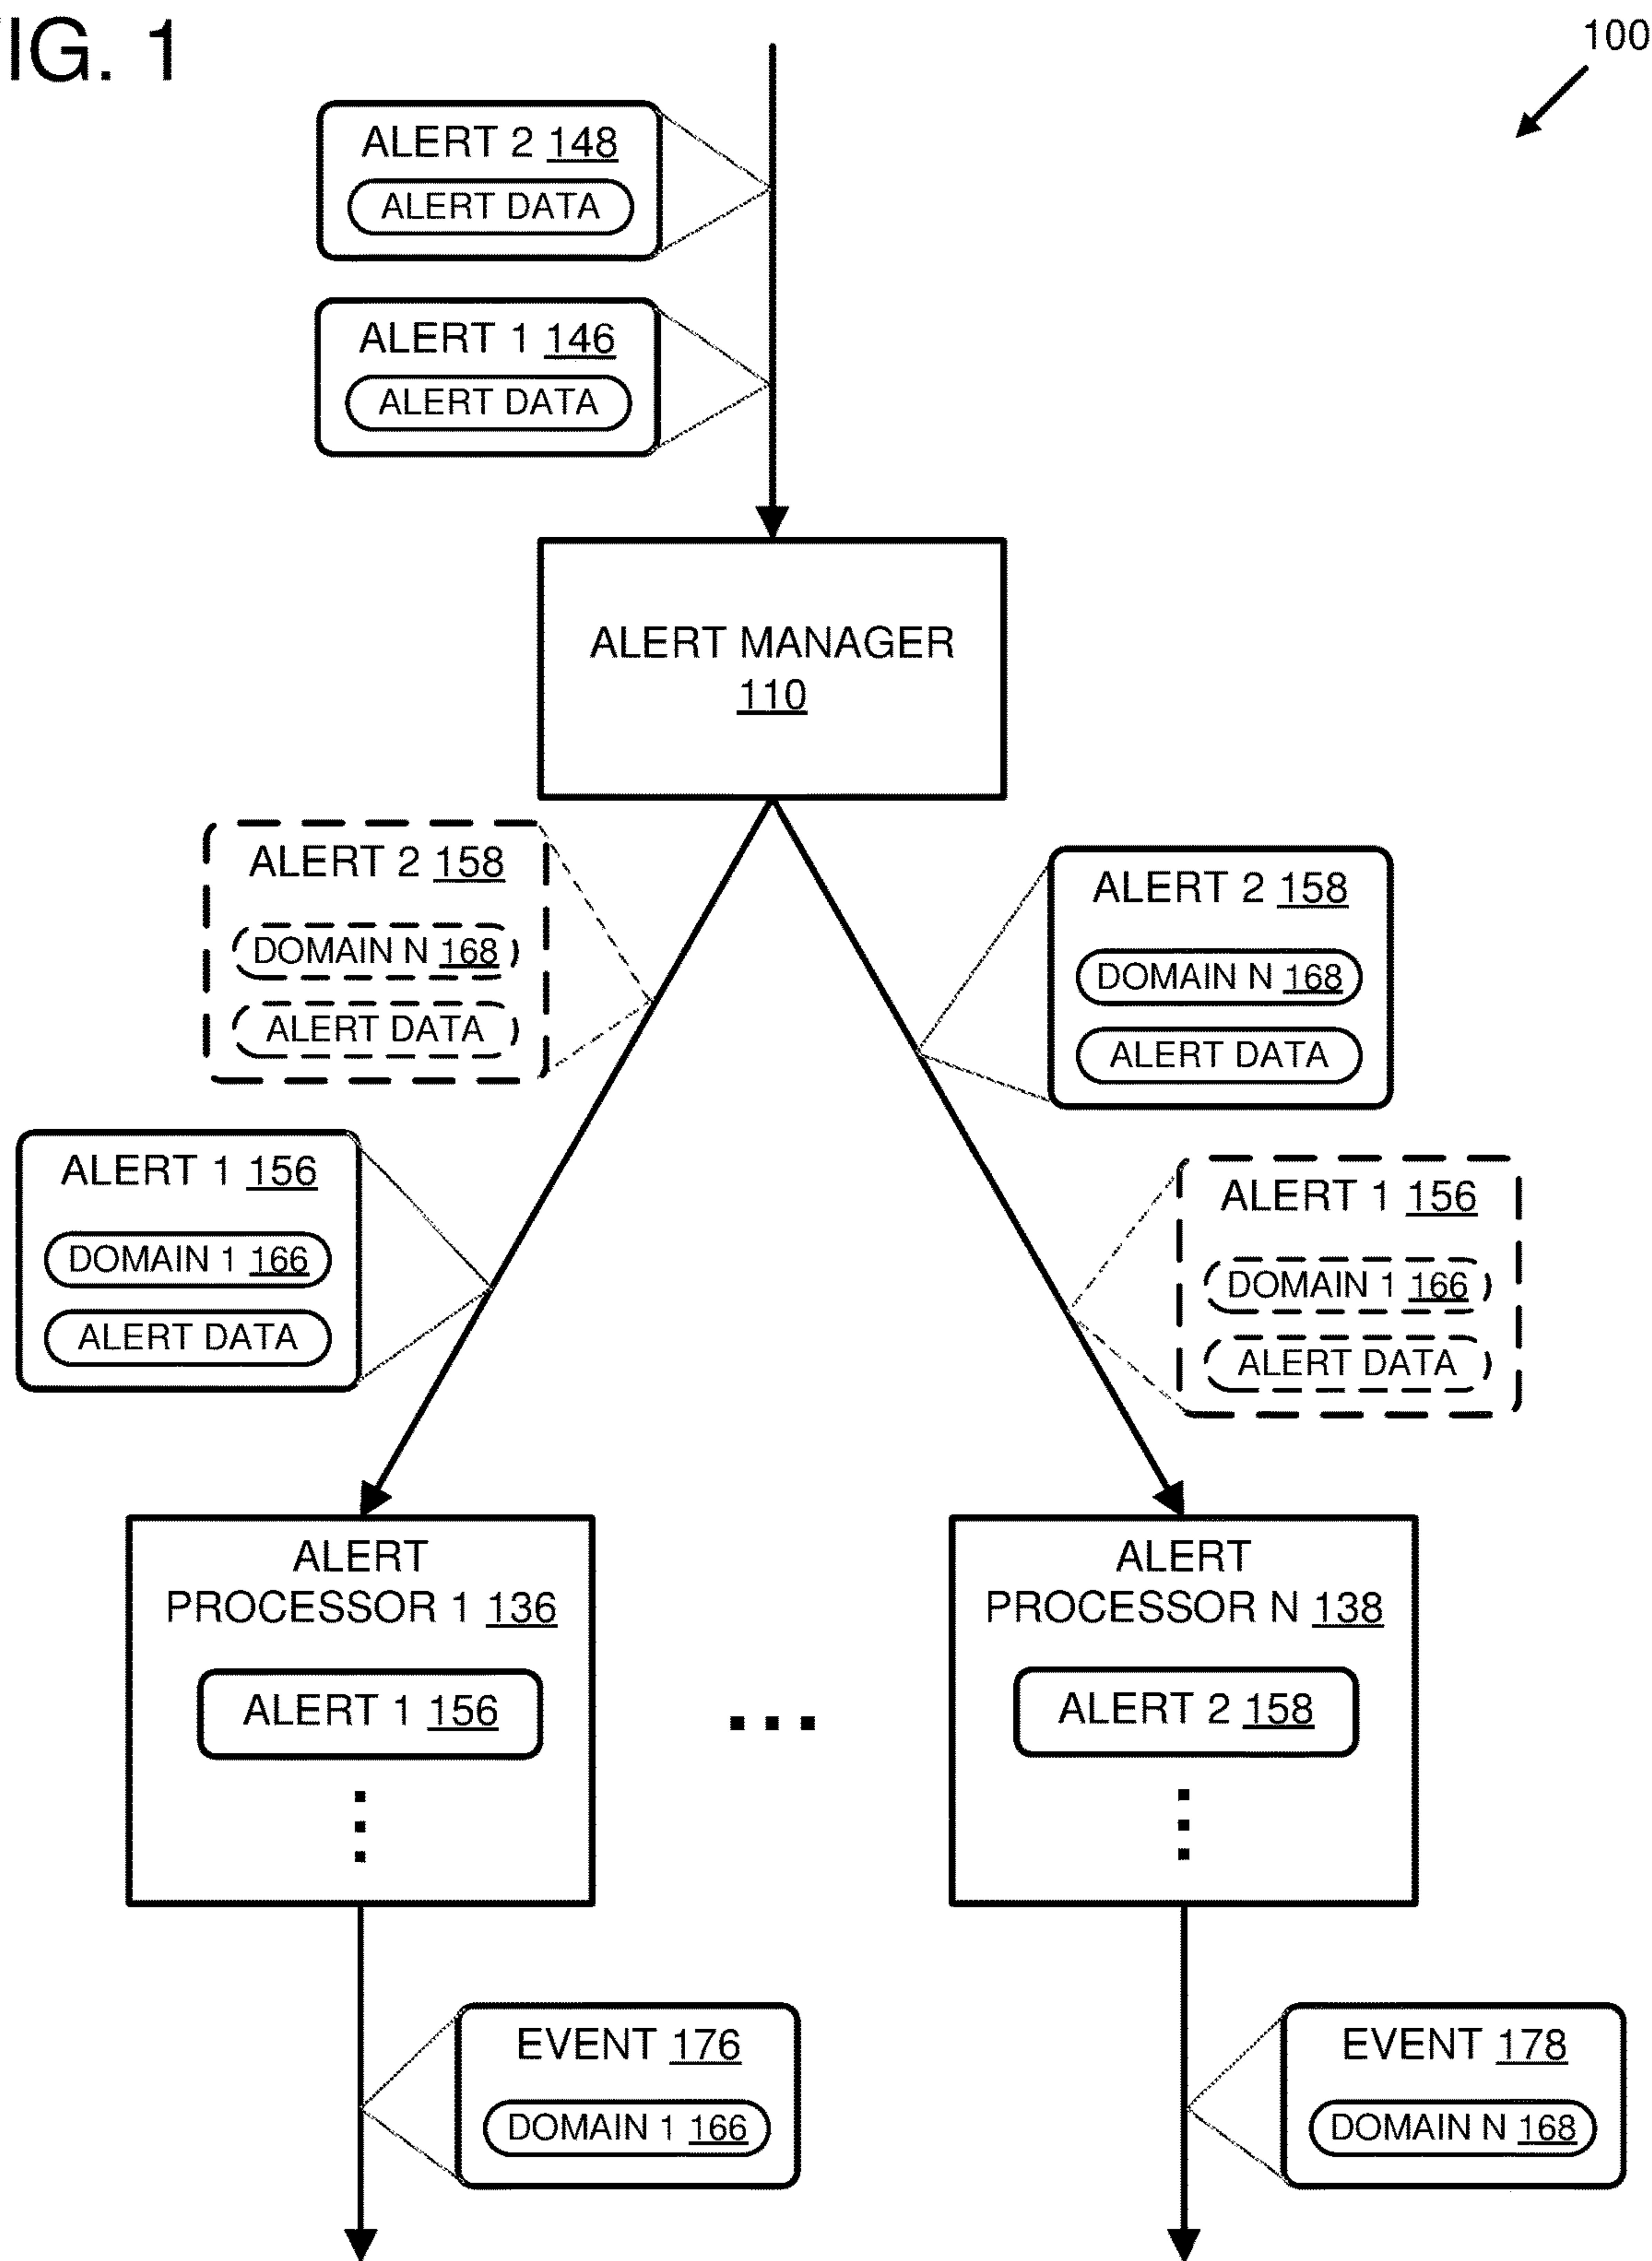 IG. 1
100
ALERT 2 148
ALERT DATA
ALERT 1 146
ALERT DATA
ALERT MANAGER
110
ALERT 2 158
DOMAIN N 168
ALERT DATA
ALERT 2 158
DOMAIN N 168
ALERT DATA
ALERT 1 156
DOMAIN 1 166
ALERT DATA
ALERT 1 156
DOMAIN 1 166
ALERT DATA
ALERT
PROCESSOR 1 136
ALERT 1 156
...
ALERT
PROCESSOR N 138
ALERT 2 158
EVENT 176
DOMAIN 1 166
EVENT 178
DOMAIN N 168